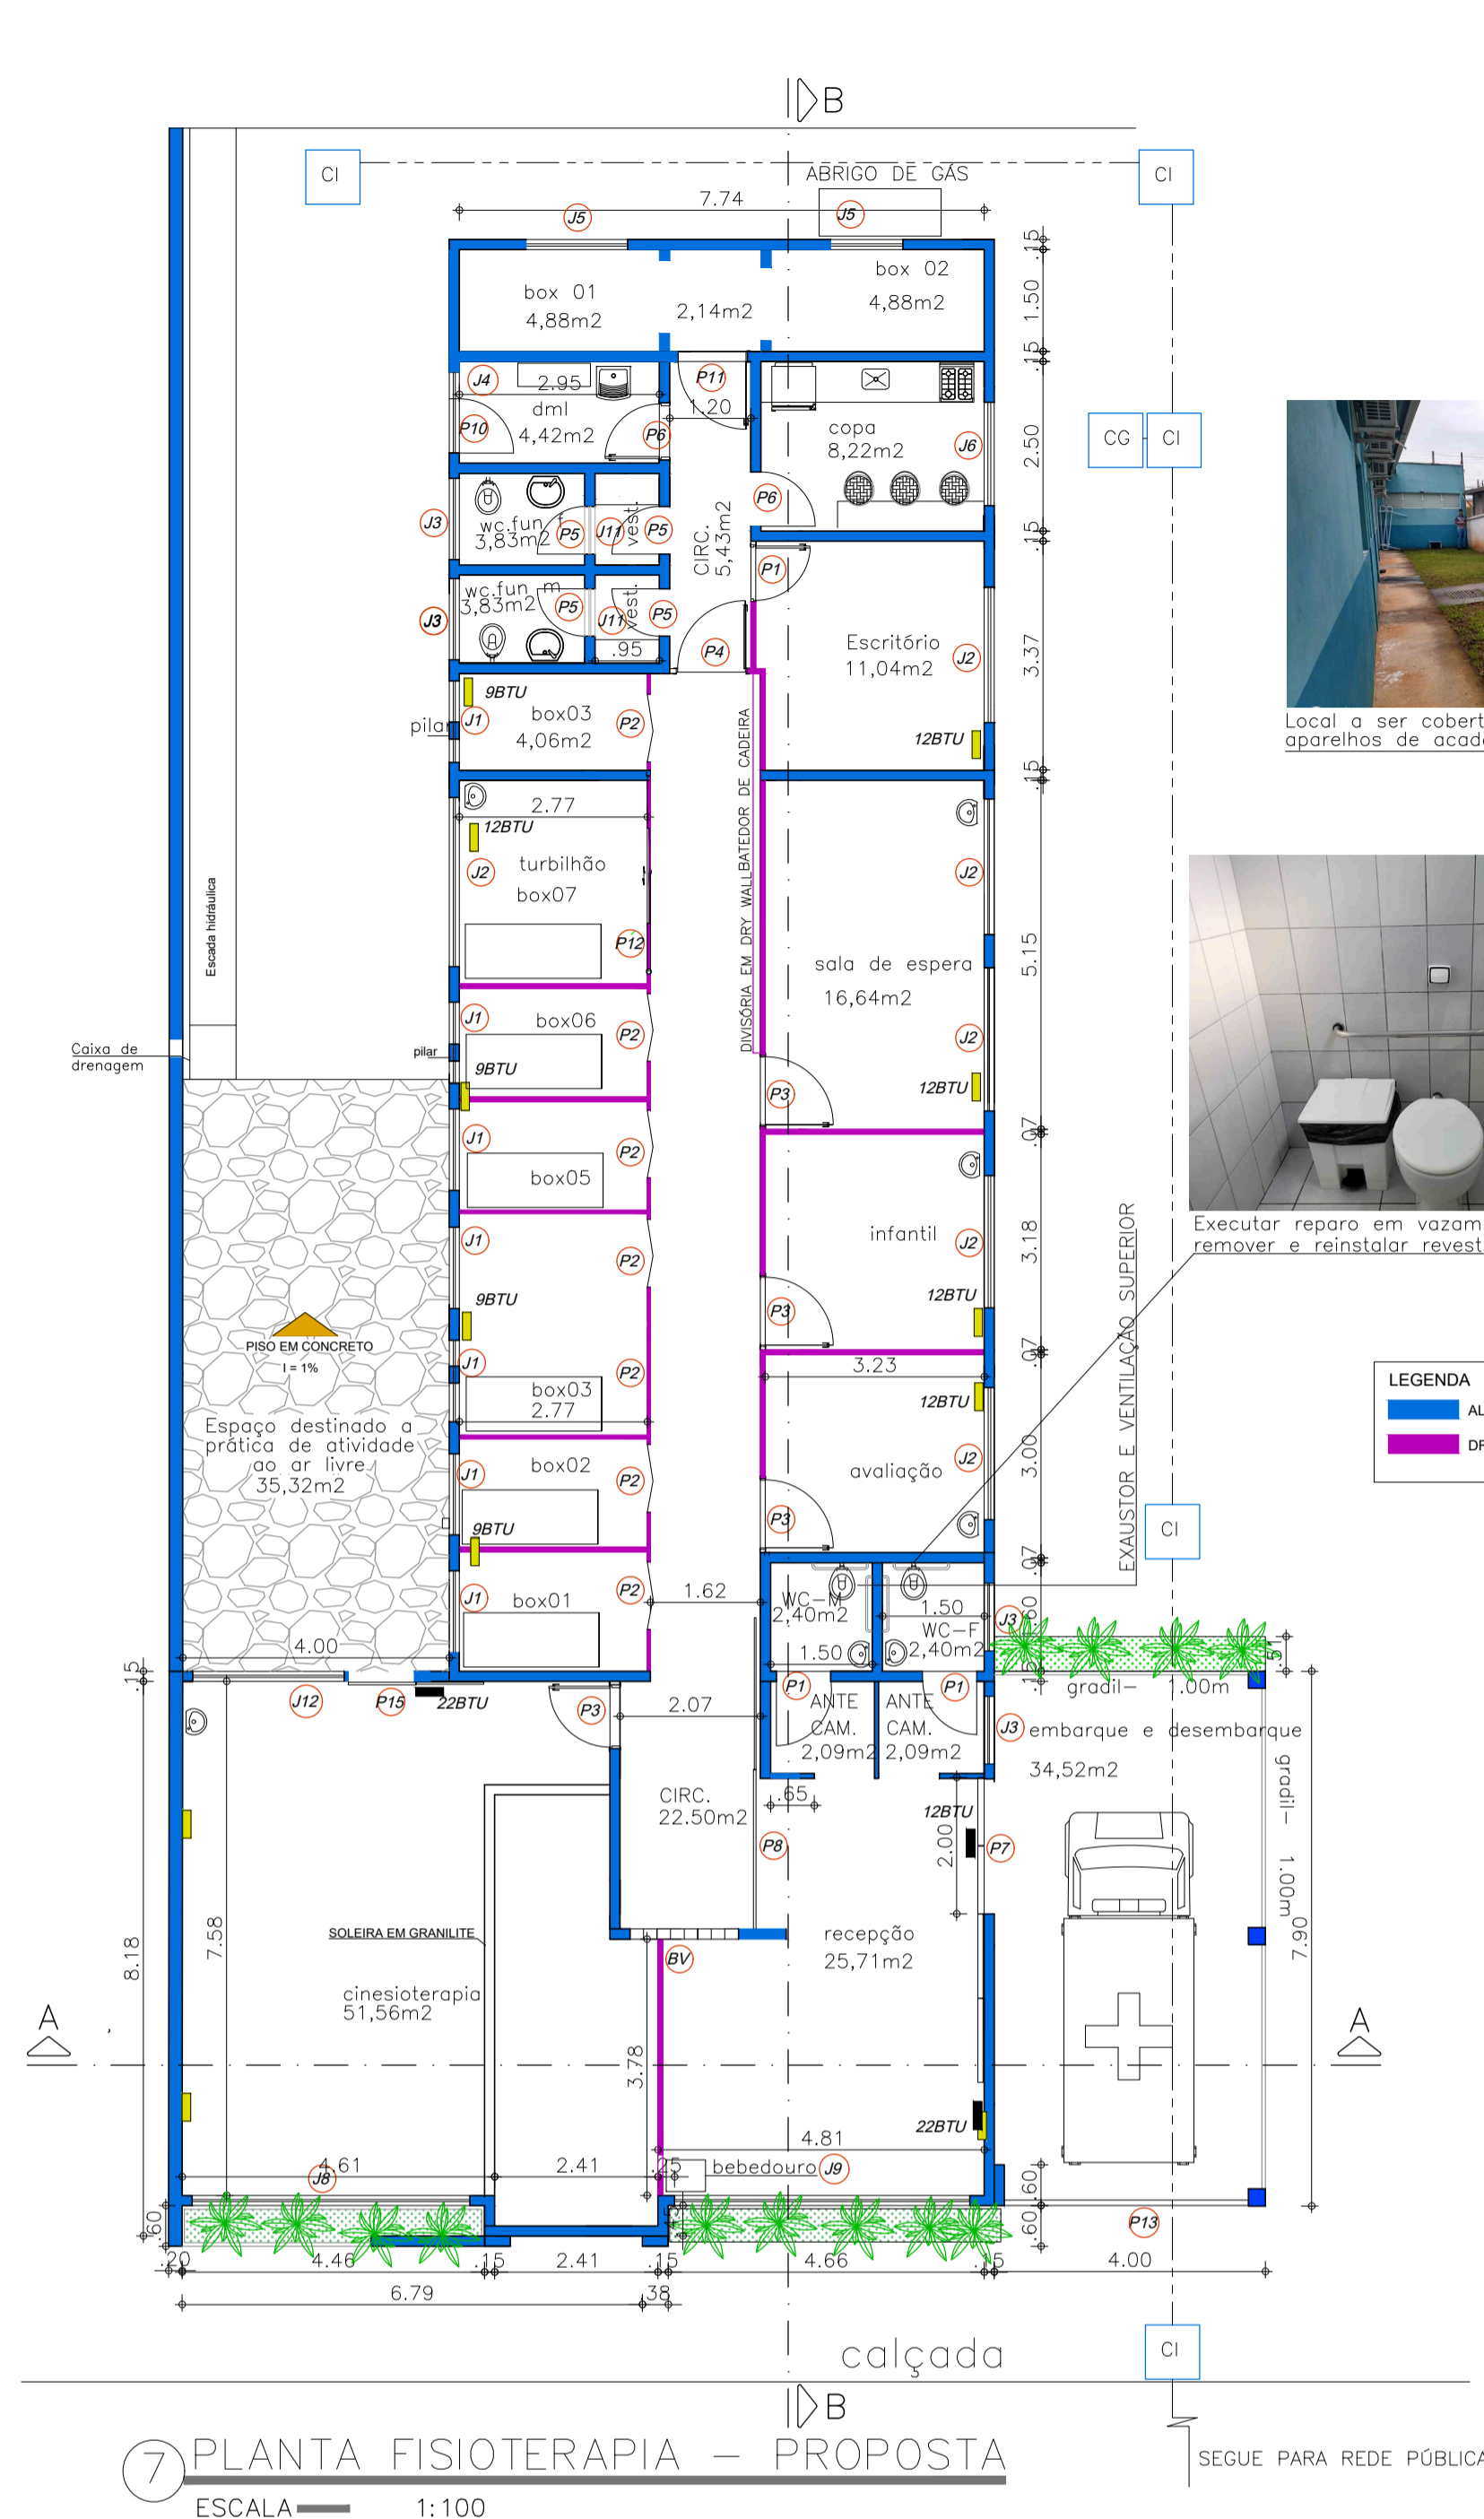 B
CI
ABRIGO DE GÁS
CI
7.74
J5
J5
.15
box 01
4,88m2
2,14m2
box 02
4,88m2
1.50
.15
J4
2.95
dml
4,42m2
P10
P6
P11
1.20
copa
8,22m2
J6
2.50
CG
CI
P6
J3
wc.fun f
3,83m2
P5
J11
vest.
P5
CIRC.
5,43m2
.15
P1
J3
wc.fun m
3,83m2
P5
J11
vest.
P5
.95
P4
Escritório
11,04m2
J2
3.37
Local a ser cobert
aparelhos de acad
9BTU
J1
pilar
box03
4,06m2
P2
12BTU
.15
DIVISÓRIA EM DRY WALL
BATEDOR DE CADEIRA
2.77
12BTU
J2
turbilhão
box07
P12
J2
Escada hidráulica
sala de espera
16,64m2
5.15
J1
box06
P2
pilar
9BTU
J2
Caixa de
drenagem
P3
12BTU
.07
J1
box05
P2
infantil
J2
3.18
Executar reparo em vazam
remover e reinstalar revest
EXAUSTOR E VENTILAÇÃO SUPERIOR
J1
P2
9BTU
12BTU
P3
PISO EM CONCRETO
I = 1%
.07
J1
box03
2.77
P2
3.23
12BTU
LEGENDA
AL
DR
Espaço destinado a
prática de atividade
ao ar livre
35,32m2
J1
box02
P2
avaliação
J2
3.00
9BTU
P3
CI
.07
J1
box01
P2
1.62
WC-M
2,40m2
1.50
1.50
WC-F
2,40m2
J3
.60
.51
4.00
.15
.15
gradil- 1.00m
J12
P15
22BTU
P3
2.07
P1
ANTE
CAM.
2,09m2
ANTE
CAM.
2,09m2
P1
J3
embarque e desembarque
34,52m2
gradil- 1.00m
CIRC.
22.50m2
.65
12BTU
2.00
P7
P8
7.90
8.18
7.58
SOLEIRA EM GRANILITE
cinesioterapia
51,56m2
BV
recepção
25,71m2
A
A
3.78
22BTU
4.81
4.61
J8
2.41
.25
bebedouro
J9
.60
.60
.60
P13
.45
.20
4.46
.15
2.41
.15
4.66
.15
4.00
6.79
.38
calçada
CI
B
7
PLANTA FISIOTERAPIA - PROPOSTA
ESCALA
1:100
SEGUE PARA REDE PÚBLICA